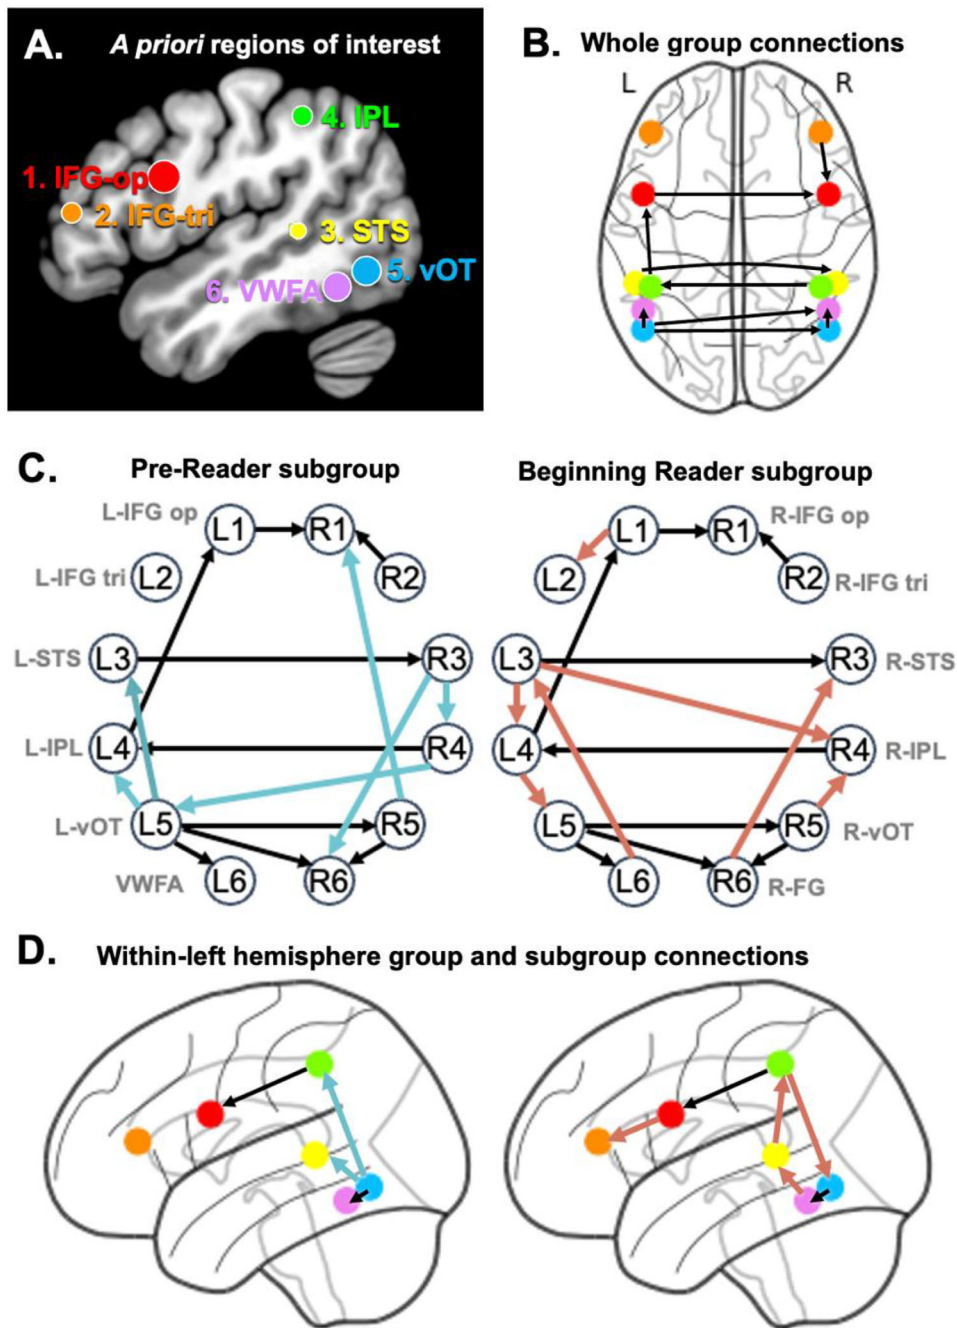 A. A priori regions of interest
4. IPL
1. IFG-op
2. IFG-tri
3. STS
5. vOT
6. VWFA
B. Whole group connections
L R
C. Pre-Reader subgroup
L-IFG op L1 R1
L-IFG tri L2 R2
L-STS L3 R3
L-IPL L4 R4
L-vOT L5 R5
VWFA L6 R6
Beginning Reader subgroup
L1 R1 R-IFG op
L2 R2 R-IFG tri
L3 R3 R-STS
L4 R4 R-IPL
L5 R5 R-vOT
L6 R6 R-FG
D. Within-left hemisphere group and subgroup connections